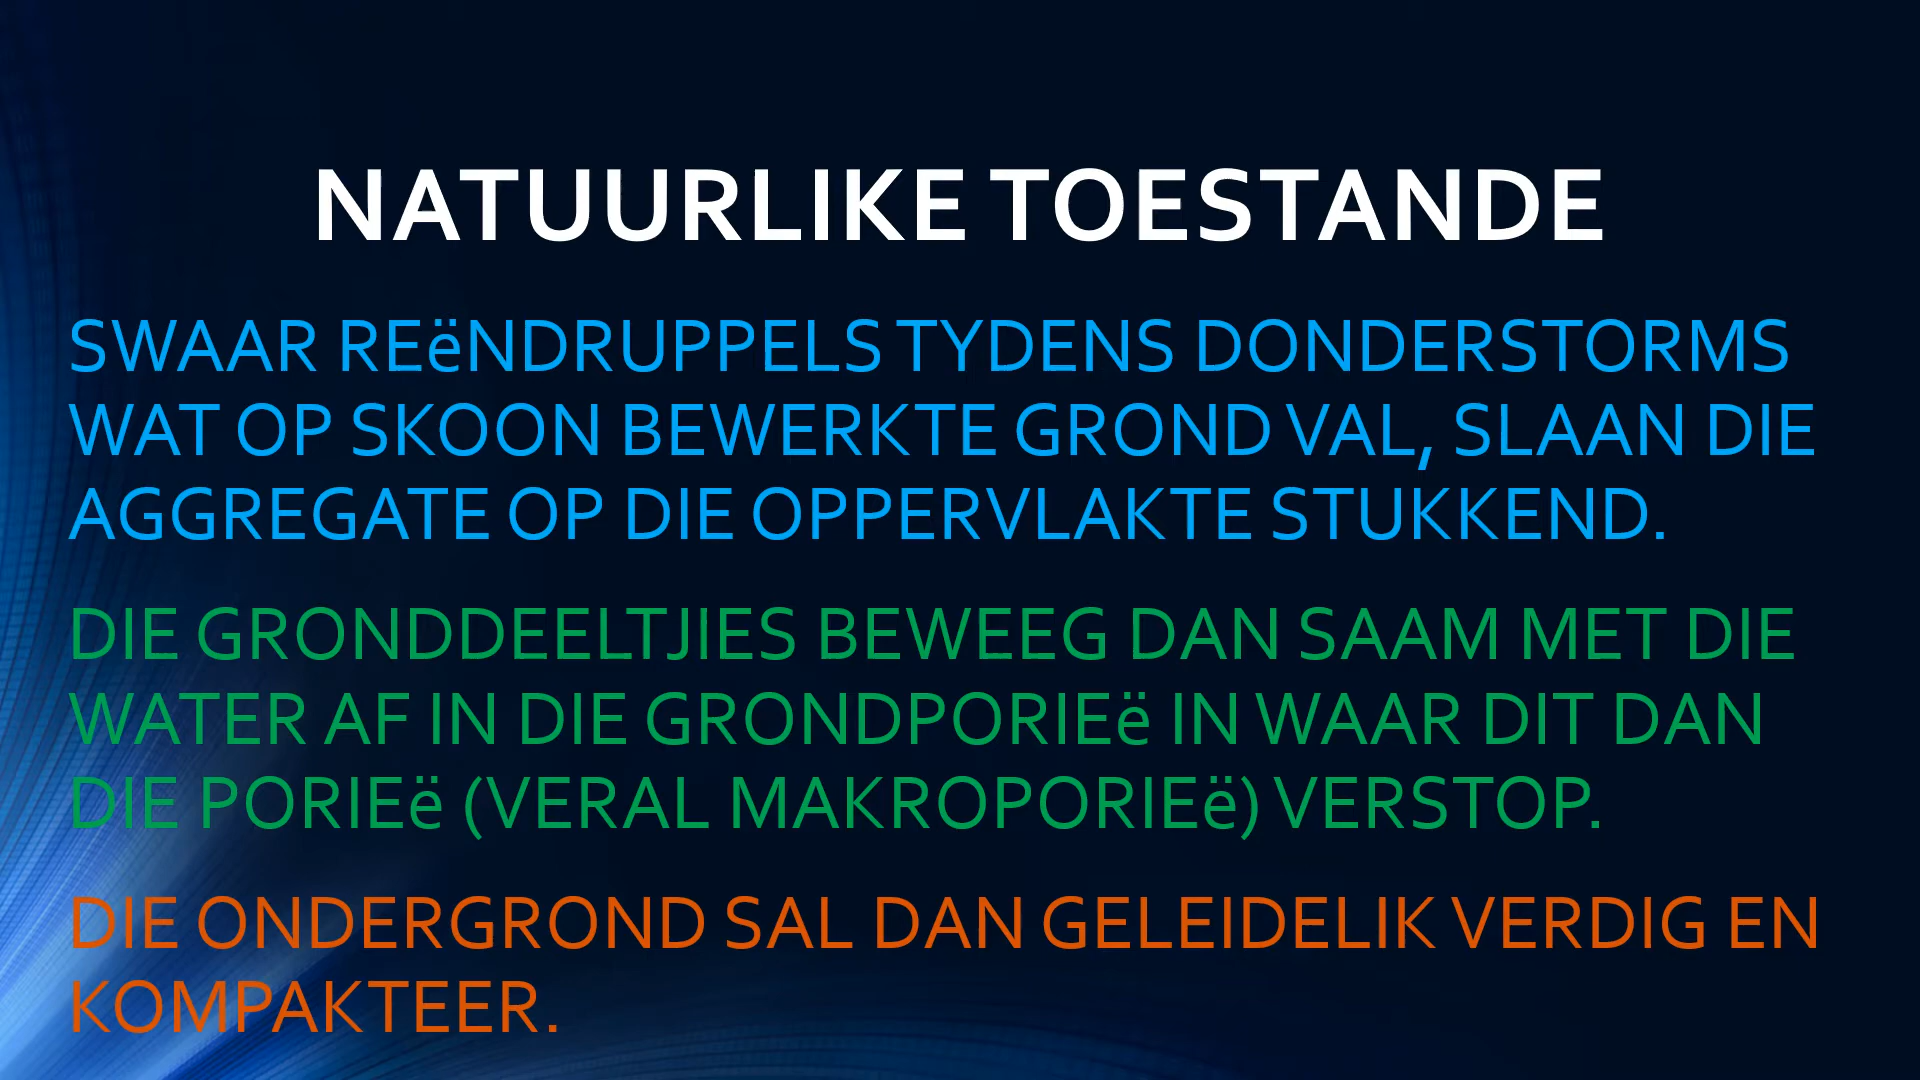 NATUURLIKE TOESTANDE
SWAAR REëNDRUPPELS TYDENS DONDERSTORMS
WAT OP SKOON BEWERKTE GROND VAL, SLAAN DIE
AGGREGATE OP DIE OPPERVLAKTE STUKKEND.
DIE GRONDDEELTJIES BEWEEG DAN SAAM MET DIE
WATER AF IN DIE GRONDPORIEë IN WAAR DIT DAN
DIE PORIEë (VERAL MAKROPORIEë) VERSTOP.
DIE ONDERGROND SAL DAN GELEIDELIK VERDIG EN
KOMPAKTEER.